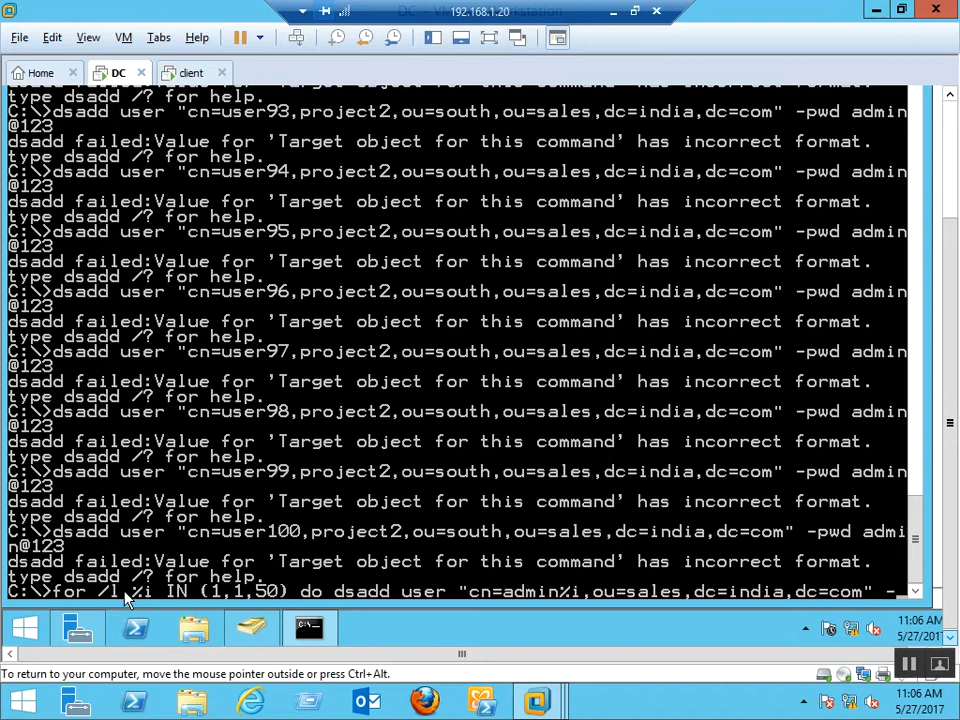 DC - VM 192.168.1.20 rkstation
File Edit View VM Tabs Help
Home DC client
type dsadd /? for help.
C:\>dsadd user "cn=user93,project2,ou=south,ou=sales,dc=india,dc=com" -pwd admin
@123
dsadd failed:Value for 'Target object for this command' has incorrect format.
type dsadd /? for help.
C:\>dsadd user "cn=user94,project2,ou=south,ou=sales,dc=india,dc=com" -pwd admin
@123
dsadd failed:Value for 'Target object for this command' has incorrect format.
type dsadd /? for help.
C:\>dsadd user "cn=user95,project2,ou=south,ou=sales,dc=india,dc=com" -pwd admin
@123
dsadd failed:Value for 'Target object for this command' has incorrect format.
type dsadd /? for help.
C:\>dsadd user "cn=user96,project2,ou=south,ou=sales,dc=india,dc=com" -pwd admin
@123
dsadd failed:Value for 'Target object for this command' has incorrect format.
type dsadd /? for help.
C:\>dsadd user "cn=user97,project2,ou=south,ou=sales,dc=india,dc=com" -pwd admin
@123
dsadd failed:Value for 'Target object for this command' has incorrect format.
type dsadd /? for help.
C:\>dsadd user "cn=user98,project2,ou=south,ou=sales,dc=india,dc=com" -pwd admin
@123
dsadd failed:Value for 'Target object for this command' has incorrect format.
type dsadd /? for help.
C:\>dsadd user "cn=user99,project2,ou=south,ou=sales,dc=india,dc=com" -pwd admin
@123
dsadd failed:Value for 'Target object for this command' has incorrect format.
type dsadd /? for help.
C:\>dsadd user "cn=user100,project2,ou=south,ou=sales,dc=india,dc=com" -pwd admi
n@123
dsadd failed:Value for 'Target object for this command' has incorrect format.
type dsadd /? for help.
C:\>for /l %i IN (1,1,50) do dsadd user "cn=admin%i,ou=sales,dc=india,dc=com" -
11:06 AM
5/27/201
To return to your computer, move the mouse pointer outside or press Ctrl+Alt.
11:06 AM
5/27/2017